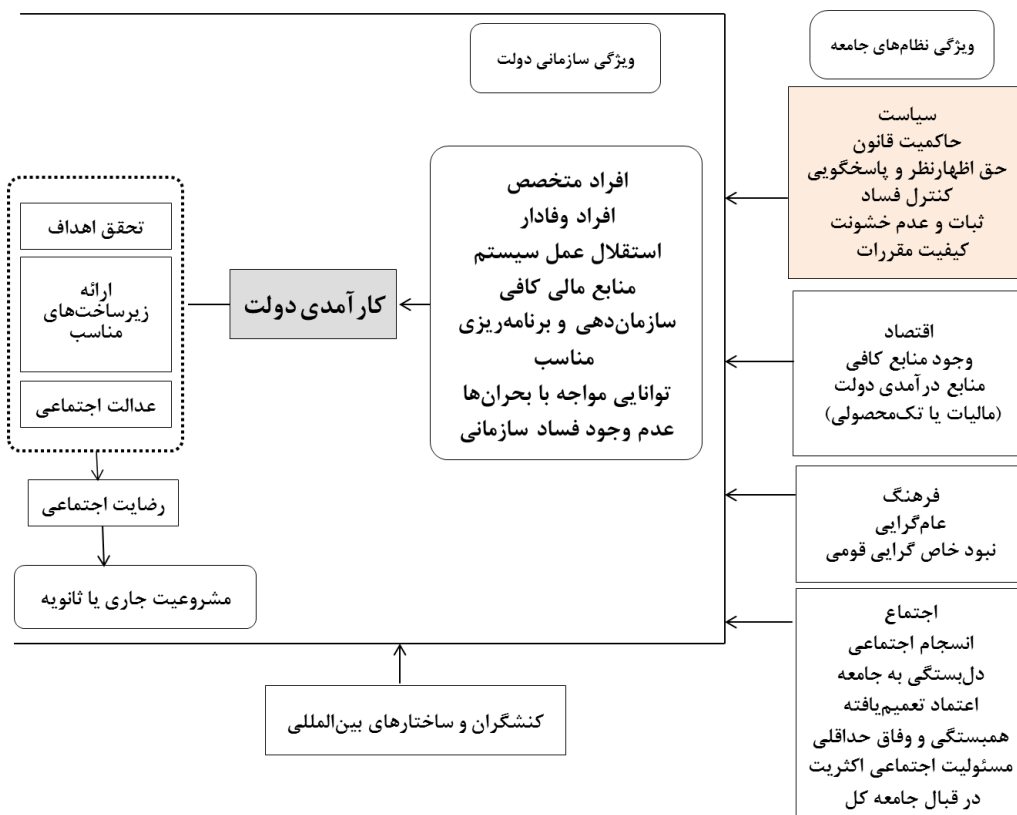 ویژگی نظام‌های جامعه
سیاست
حاکمیت قانون
حق اظهارنظر و پاسخگویی
کنترل فساد
ثبات و عدم خشونت
کیفیت مقررات
اقتصاد
وجود منابع کافی
منابع درآمدی دولت
(مالیات یا تک‌محصولی)
فرهنگ
عام‌گرایی
نبود خاص گرایی قومی
اجتماع
انسجام اجتماعی
دل‌بستگی به جامعه
اعتماد تعمیم‌یافته
همبستگی و وفاق حداقلی
مسئولیت اجتماعی اکثریت
در قبال جامعه کل
ویژگی سازمانی دولت
افراد متخصص
افراد وفادار
استقلال عمل سیستم
منابع مالی کافی
سازمان‌دهی و برنامه‌ریزی
مناسب
توانایی مواجه با بحران‌ها
عدم وجود فساد سازمانی
کارآمدی دولت
تحقق اهداف
ارائه
زیرساخت‌های
مناسب
عدالت اجتماعی
رضایت اجتماعی
مشروعیت جاری یا ثانویه
کنشگران و ساختارهای بین‌المللی